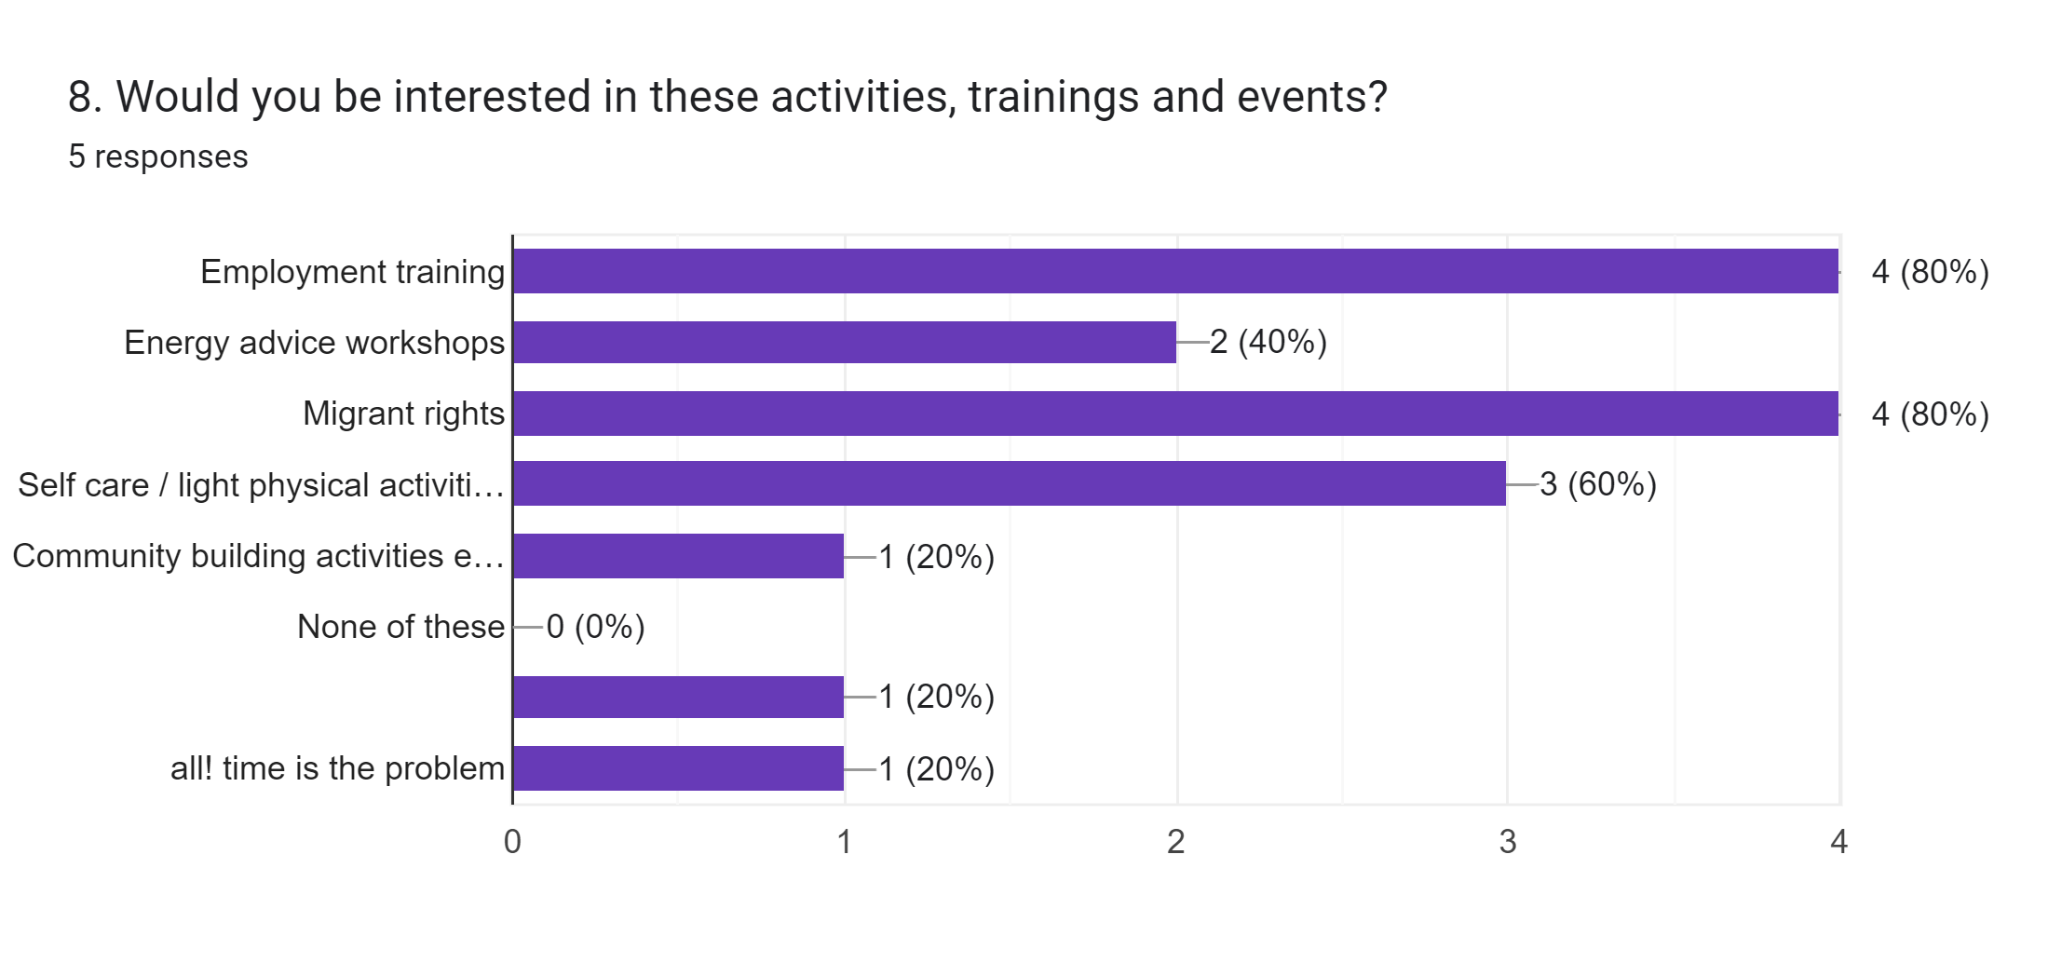 8. Would you be interested in these activities, trainings and events?
5 responses
Employment training 4 (80%)
Energy advice workshops 2 (40%)
Migrant rights 4 (80%)
Self care / light physical activiti… 3 (60%)
Community building activities e… 1 (20%)
None of these 0 (0%)
1 (20%)
all! time is the problem 1 (20%)
0 1 2 3 4